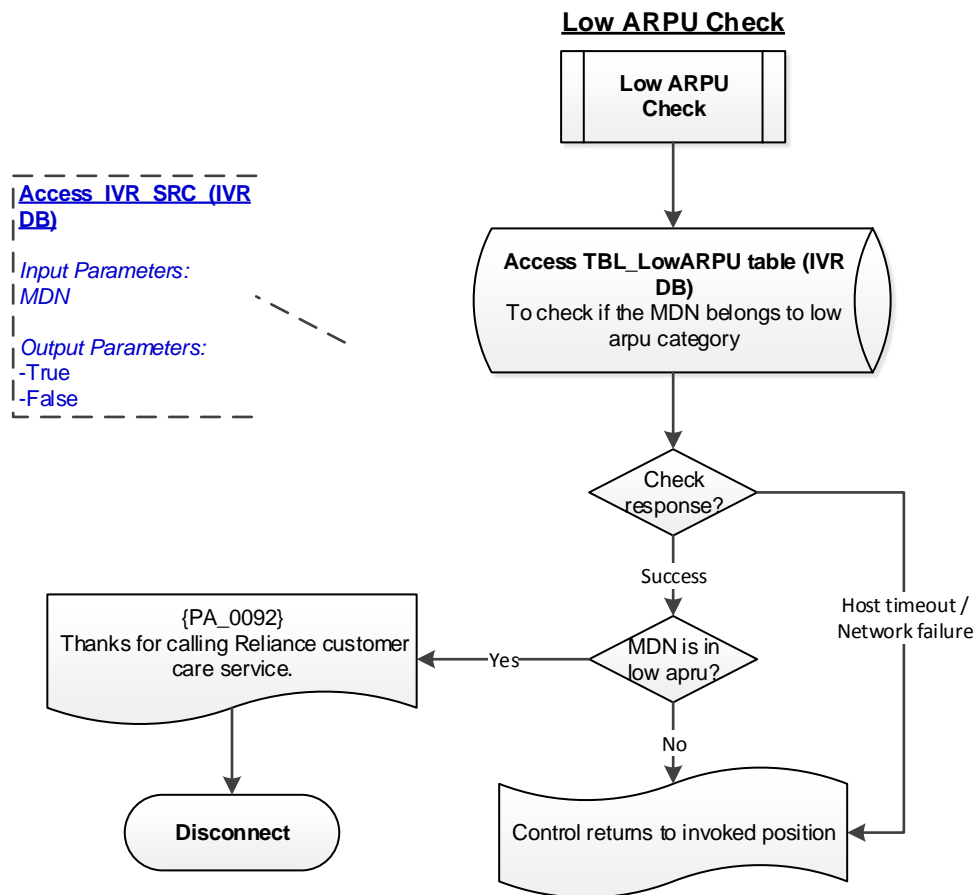 Low ARPU Check
Low ARPU
Check
Access IVR_SRC (IVR
DB)
Input Parameters:
MDN
Output Parameters:
-True
-False
Access TBL_LowARPU table (IVR
DB)
To check if the MDN belongs to low
arpu category
Check
response?
Success
Host timeout /
Network failure
{PA_0092}
Thanks for calling Reliance customer
care service.
Yes
MDN is in
low apru?
No
Disconnect
Control returns to invoked position